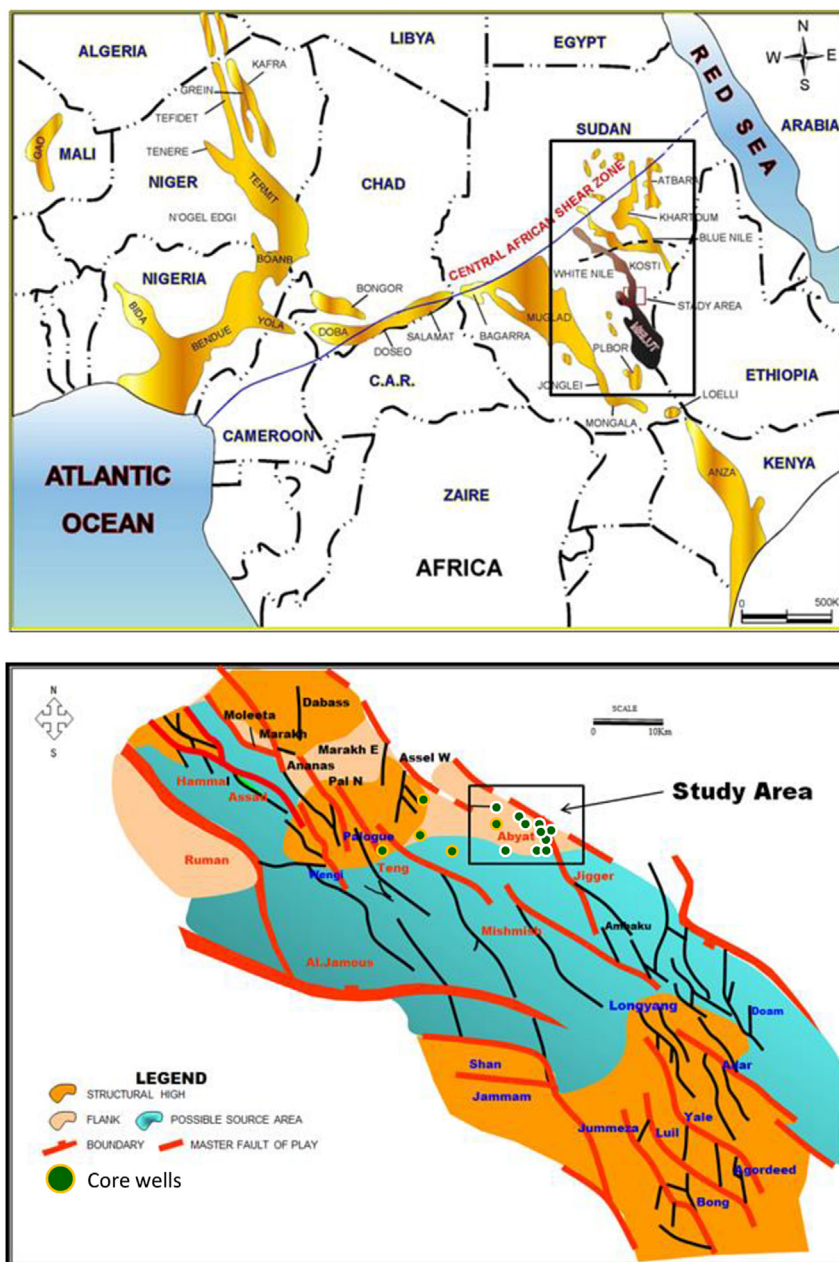 ALGERIA
LIBYA
EGYPT
N
W E
S
RED SEA
ARABIA
KAFRA
GREIN
TEFIDET
SUDAN
GAO
MALI
TENERE
NIGER
TERMIT
CHAD
CENTRAL AFRICAN SHEAR ZONE
ATBARA
KHARTOUM
N'OGEL EDGI
BLUE NILE
BOANB
WHITE NILE
KOSTI
NIGERIA
BONGOR
STADY AREA
BIDA
BENDUE
YOLA
DOBA
SALAMAT
DOSEO
BAGARRA
MUGLAD
MELUT
PLBOR
C.A.R.
JONGLEI
ETHIOPIA
LOELLI
MONGALA
CAMEROON
ATLANTIC
OCEAN
ZAIRE
ANZA
KENYA
AFRICA
0 500K
N
S
SCALE
0 10Km
Dabass
Moleeta
Marakh
Marakh E
Assel W
Ananas
Hammal
Assad
Pal N
Study Area
Palogue
Abyat
Ruman
Wengi
Teng
Jigger
Mishmish
Ambaku
Al.Jamous
Longyang
Doam
LEGEND
STRUCTURAL HIGH
FLANK
POSSIBLE SOURCE AREA
BOUNDARY
MASTER FAULT OF PLAY
Core wells
Shan
Jammam
Adar
Yale
Jummeza
Luil
Agordeed
Bong